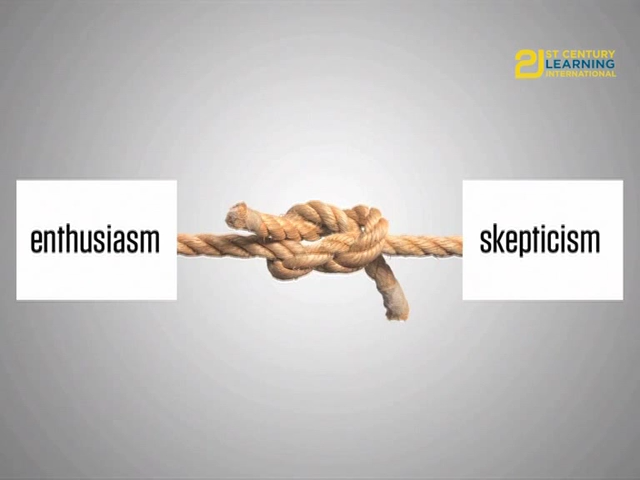 21ST CENTURY
LEARNING
INTERNATIONAL
enthusiasm
skepticism